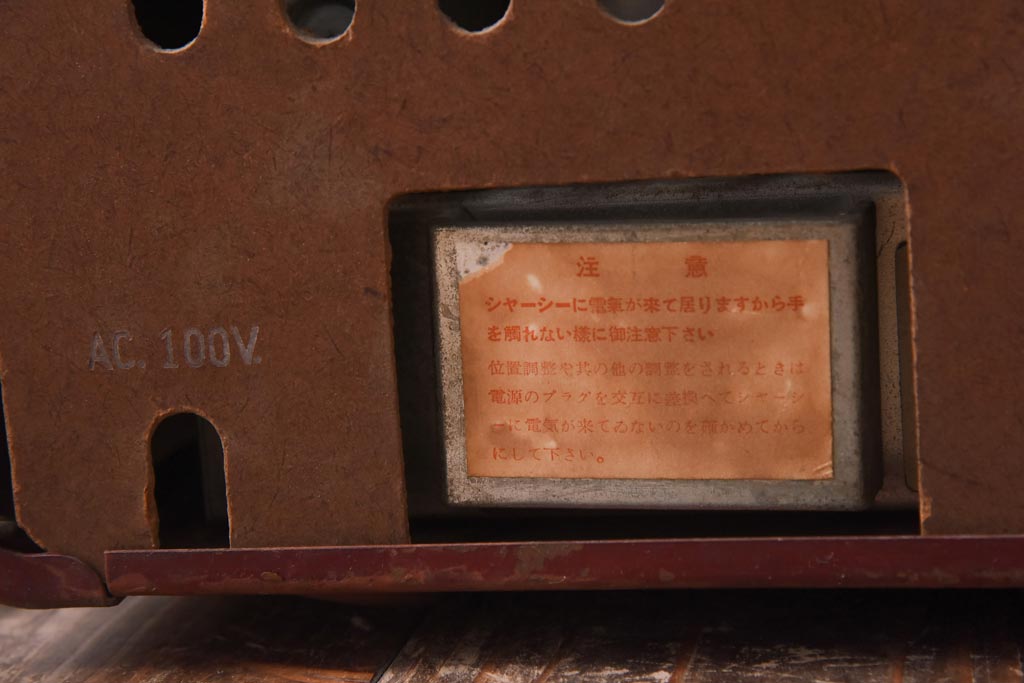 AC. 100V.
注 意
シャーシーに電氣が来て居りますから手
を觸れない様に御注意下さい
位置調整や其の他の調整をされるときは
電源のプラグを交互に差換へてシャーシ
ーに電気が来てゐないのを確かめてから
にして下さい。